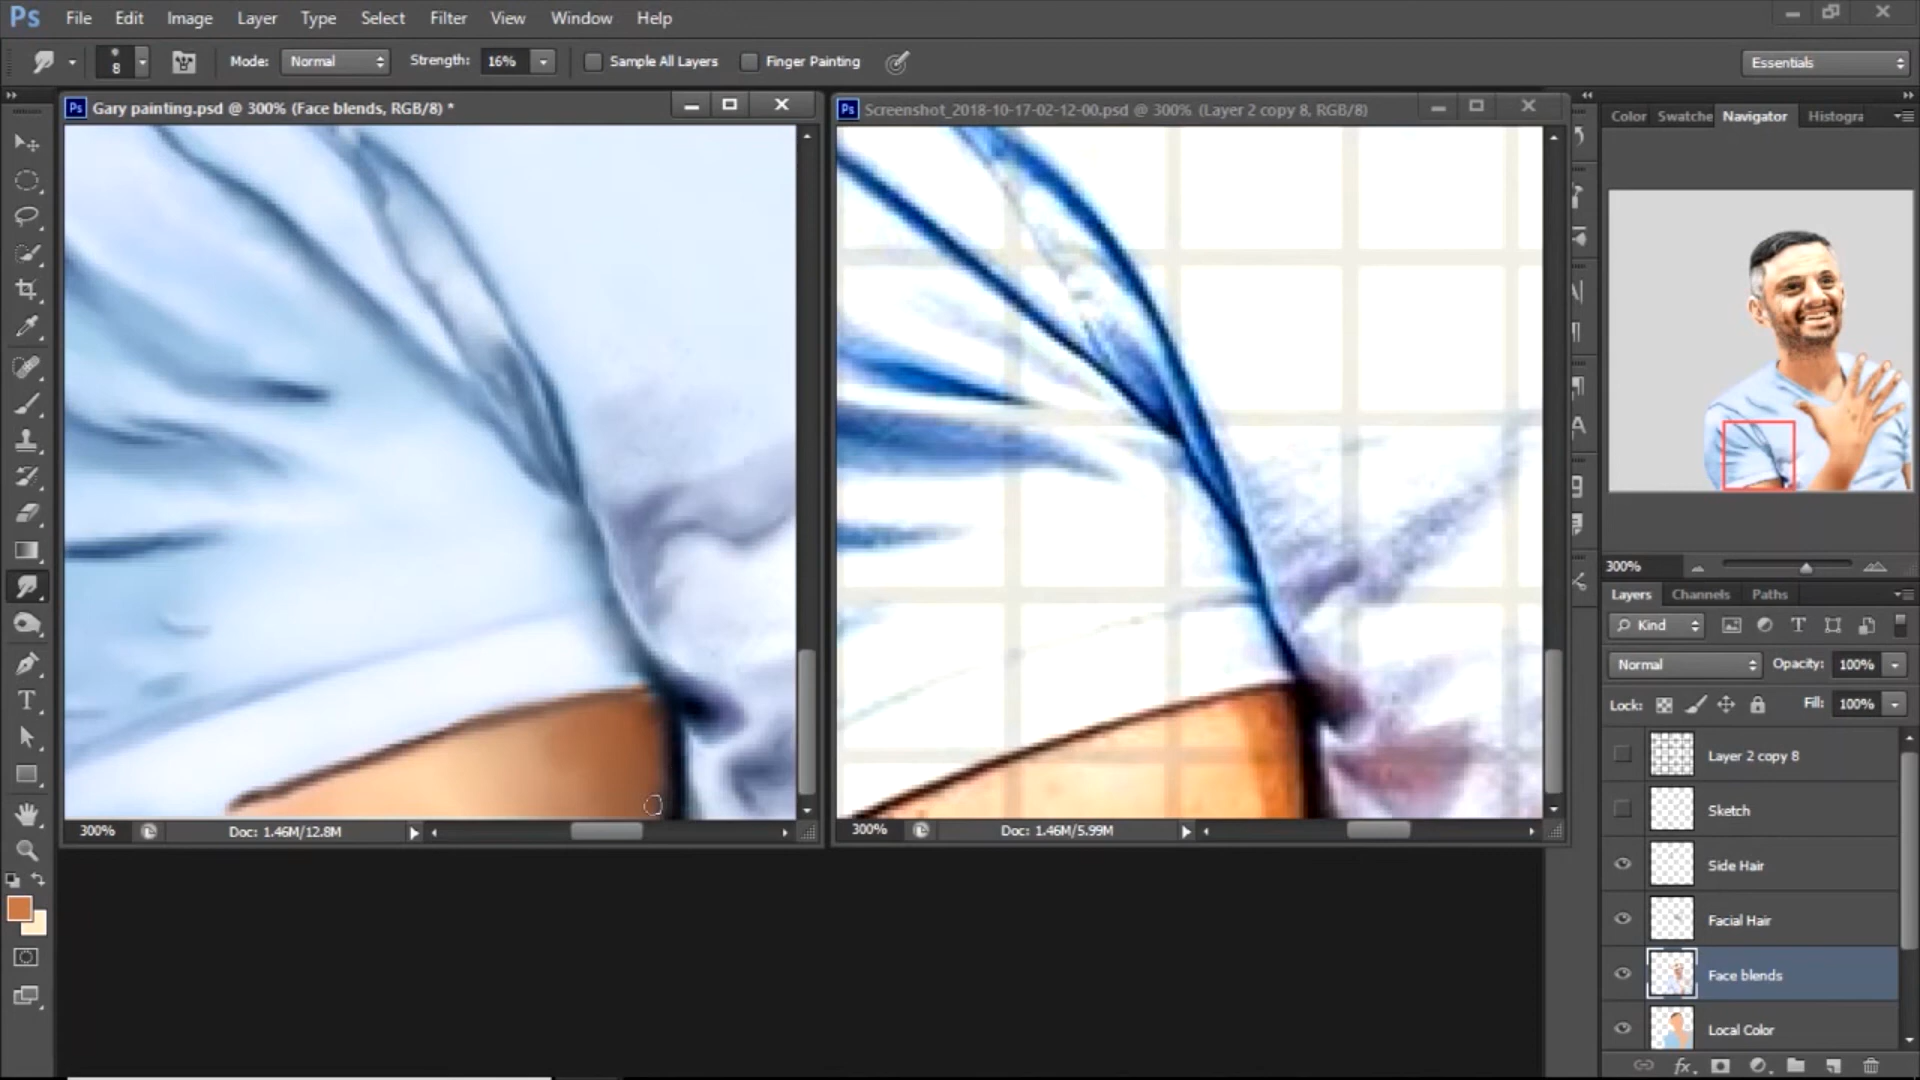 Ps File Edit Image Layer Type Select Filter View Window Help
8 Mode: Normal Strength: 16% Sample All Layers Finger Painting Essentials
Ps Gary painting.psd @ 300% (Face blends, RGB/8) *
Ps Screenshot_2018-10-17-02-12-00.psd @ 300% (Layer 2 copy 8, RGB/8)
Color Swatche Navigator Histogra
300% Doc: 1.46M/12.8M
300% Doc: 1.46M/5.99M
300%
Layers Channels Paths
Kind T
Normal Opacity: 100%
Lock: Fill: 100%
Layer 2 copy 8
Sketch
Side Hair
Facial Hair
Face blends
Local Color
T
A
fx